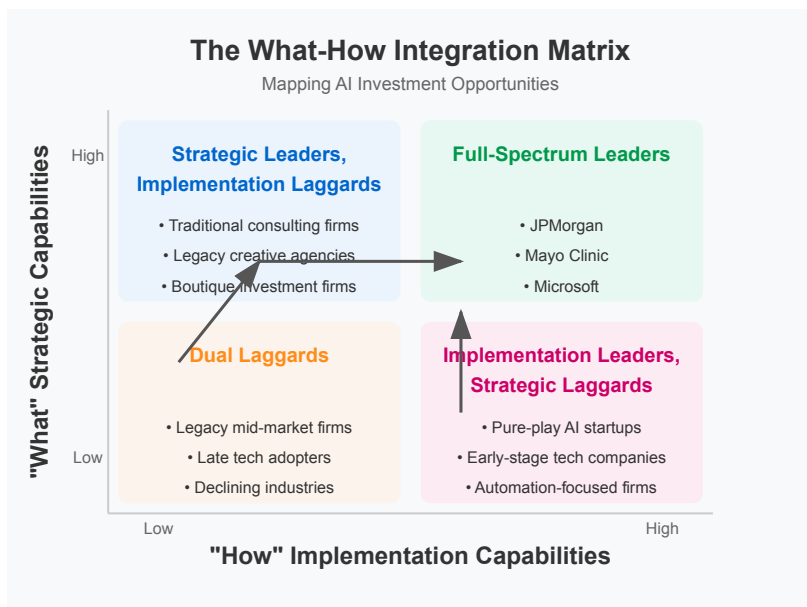 The What-How Integration Matrix
Mapping AI Investment Opportunities
"What" Strategic Capabilities
High
Low
Strategic Leaders,
Implementation Laggards
• Traditional consulting firms
• Legacy creative agencies
• Boutique investment firms
Full-Spectrum Leaders
• JPMorgan
• Mayo Clinic
• Microsoft
Dual Laggards
• Legacy mid-market firms
• Late tech adopters
• Declining industries
Implementation Leaders,
Strategic Laggards
• Pure-play AI startups
• Early-stage tech companies
• Automation-focused firms
Low
High
"How" Implementation Capabilities